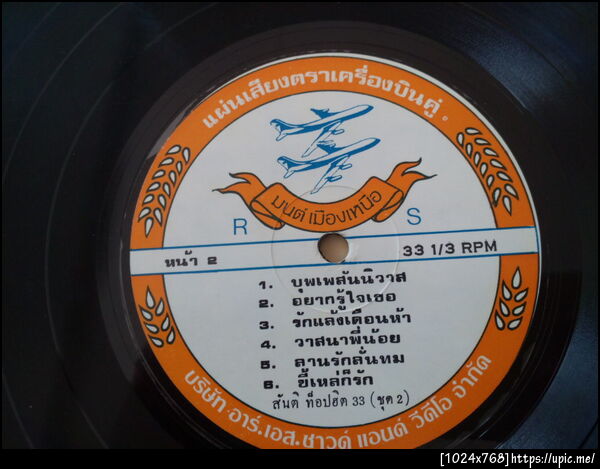 แผ่นเสียงตราเครื่องบินคู่.
มนต์เมืองเหนือ
R S
หน้า 2 33 1/3 RPM
1. บุพเพสันนิวาส
2. อยากรู้ใจเธอ
3. รักแล้งเดือนห้า
4. วาสนาพี่น้อย
5. ลานรักลั่นทม
6. ขี้เหล่ก็รัก
สันติ ท็อปฮิต 33 (ชุด 2)
บริษัท อาร์.เอส.ซาวด์ แอนด์ วีดีโอ จำกัด
[1024x768]https://upic.me/